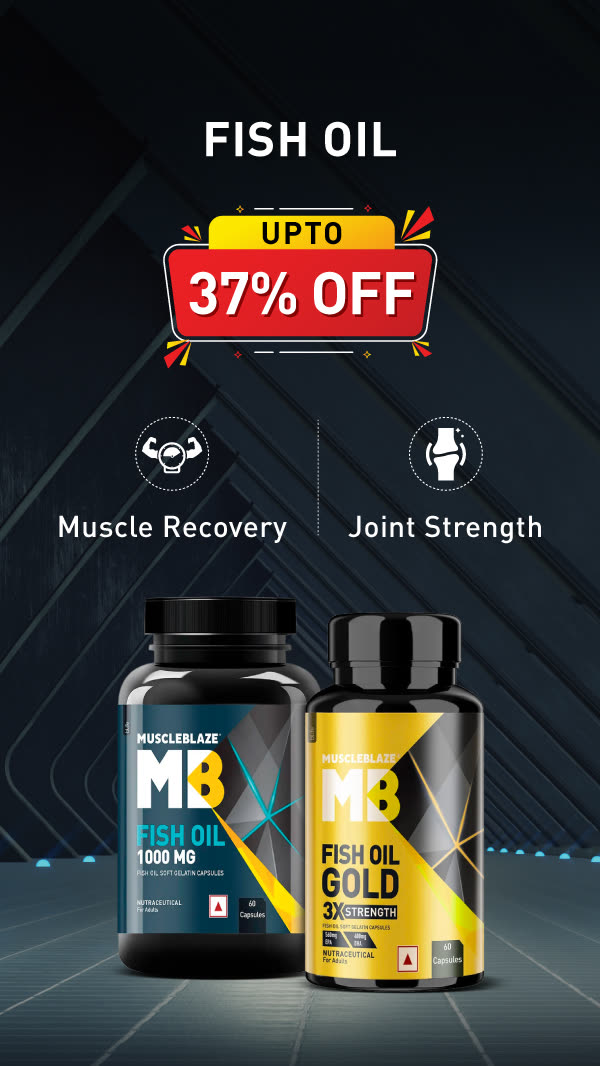 FISH OIL
UPTO
37% OFF
Muscle Recovery
Joint Strength
MUSCLEBLAZE
MB
FISH OIL
1000 MG
FISH OIL SOFT GELATIN CAPSULES
NUTRACEUTICAL
For Adults
60
Capsules
MUSCLEBLAZE
MB
FISH OIL
GOLD
3X STRENGTH
FISH OIL SOFT GELATIN CAPSULES
EPA
DHA
NUTRACEUTICAL
For Adults
60
Capsules